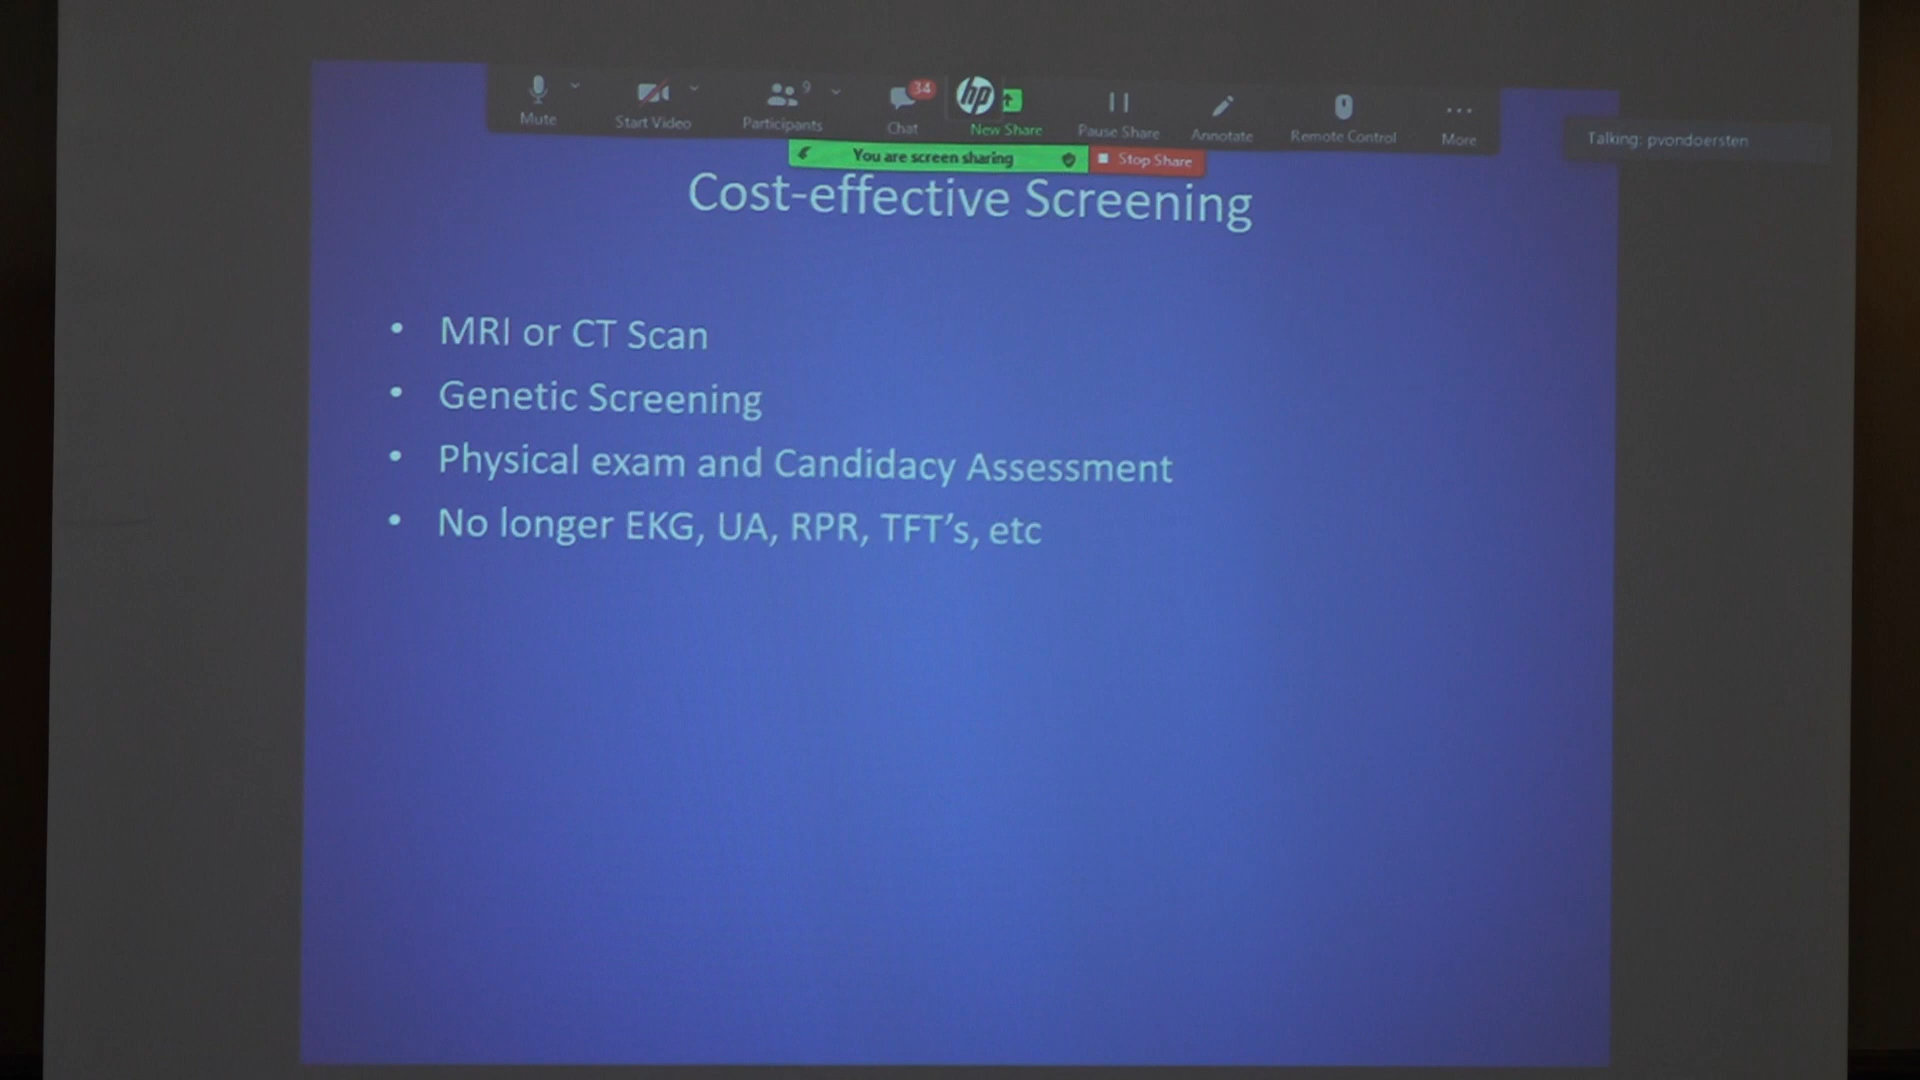 Mute
Start Video
9
Participants
34
Chat
hp
New Share
Pause Share
Annotate
Remote Control
More
Talking: pvondoersten
You are screen sharing
Stop Share
Cost-effective Screening
• MRI or CT Scan
• Genetic Screening
• Physical exam and Candidacy Assessment
• No longer EKG, UA, RPR, TFT's, etc